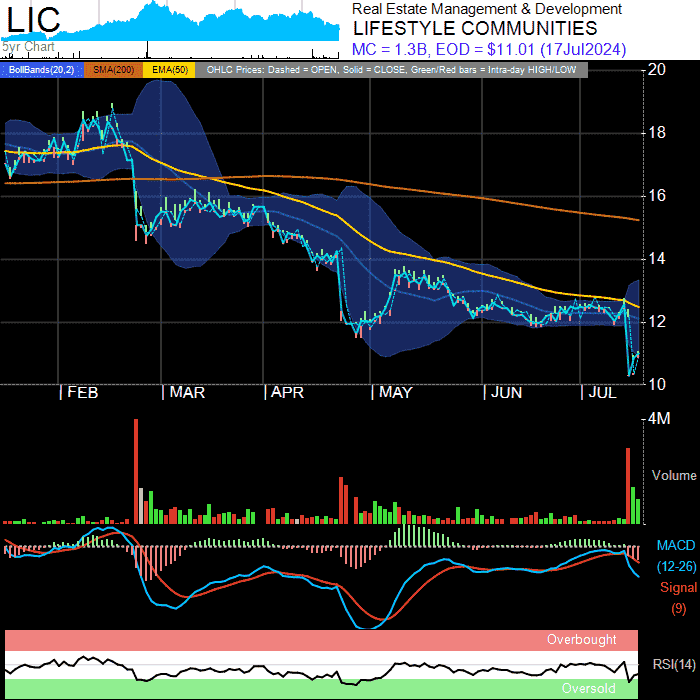 LIC
5yr Chart
Real Estate Management & Development
LIFESTYLE COMMUNITIES
MC = 1.3B, EOD = $11.01 (17Jul2024)
BollBands(20,2) SMA(200) EMA(50) OHLC Prices: Dashed = OPEN, Solid = CLOSE, Green/Red bars = Intra-day HIGH/LOW
20
18
16
14
12
10
FEB MAR APR MAY JUN JUL
4M
Volume
MACD
(12-26)
Signal
(9)
Overbought
RSI(14)
Oversold